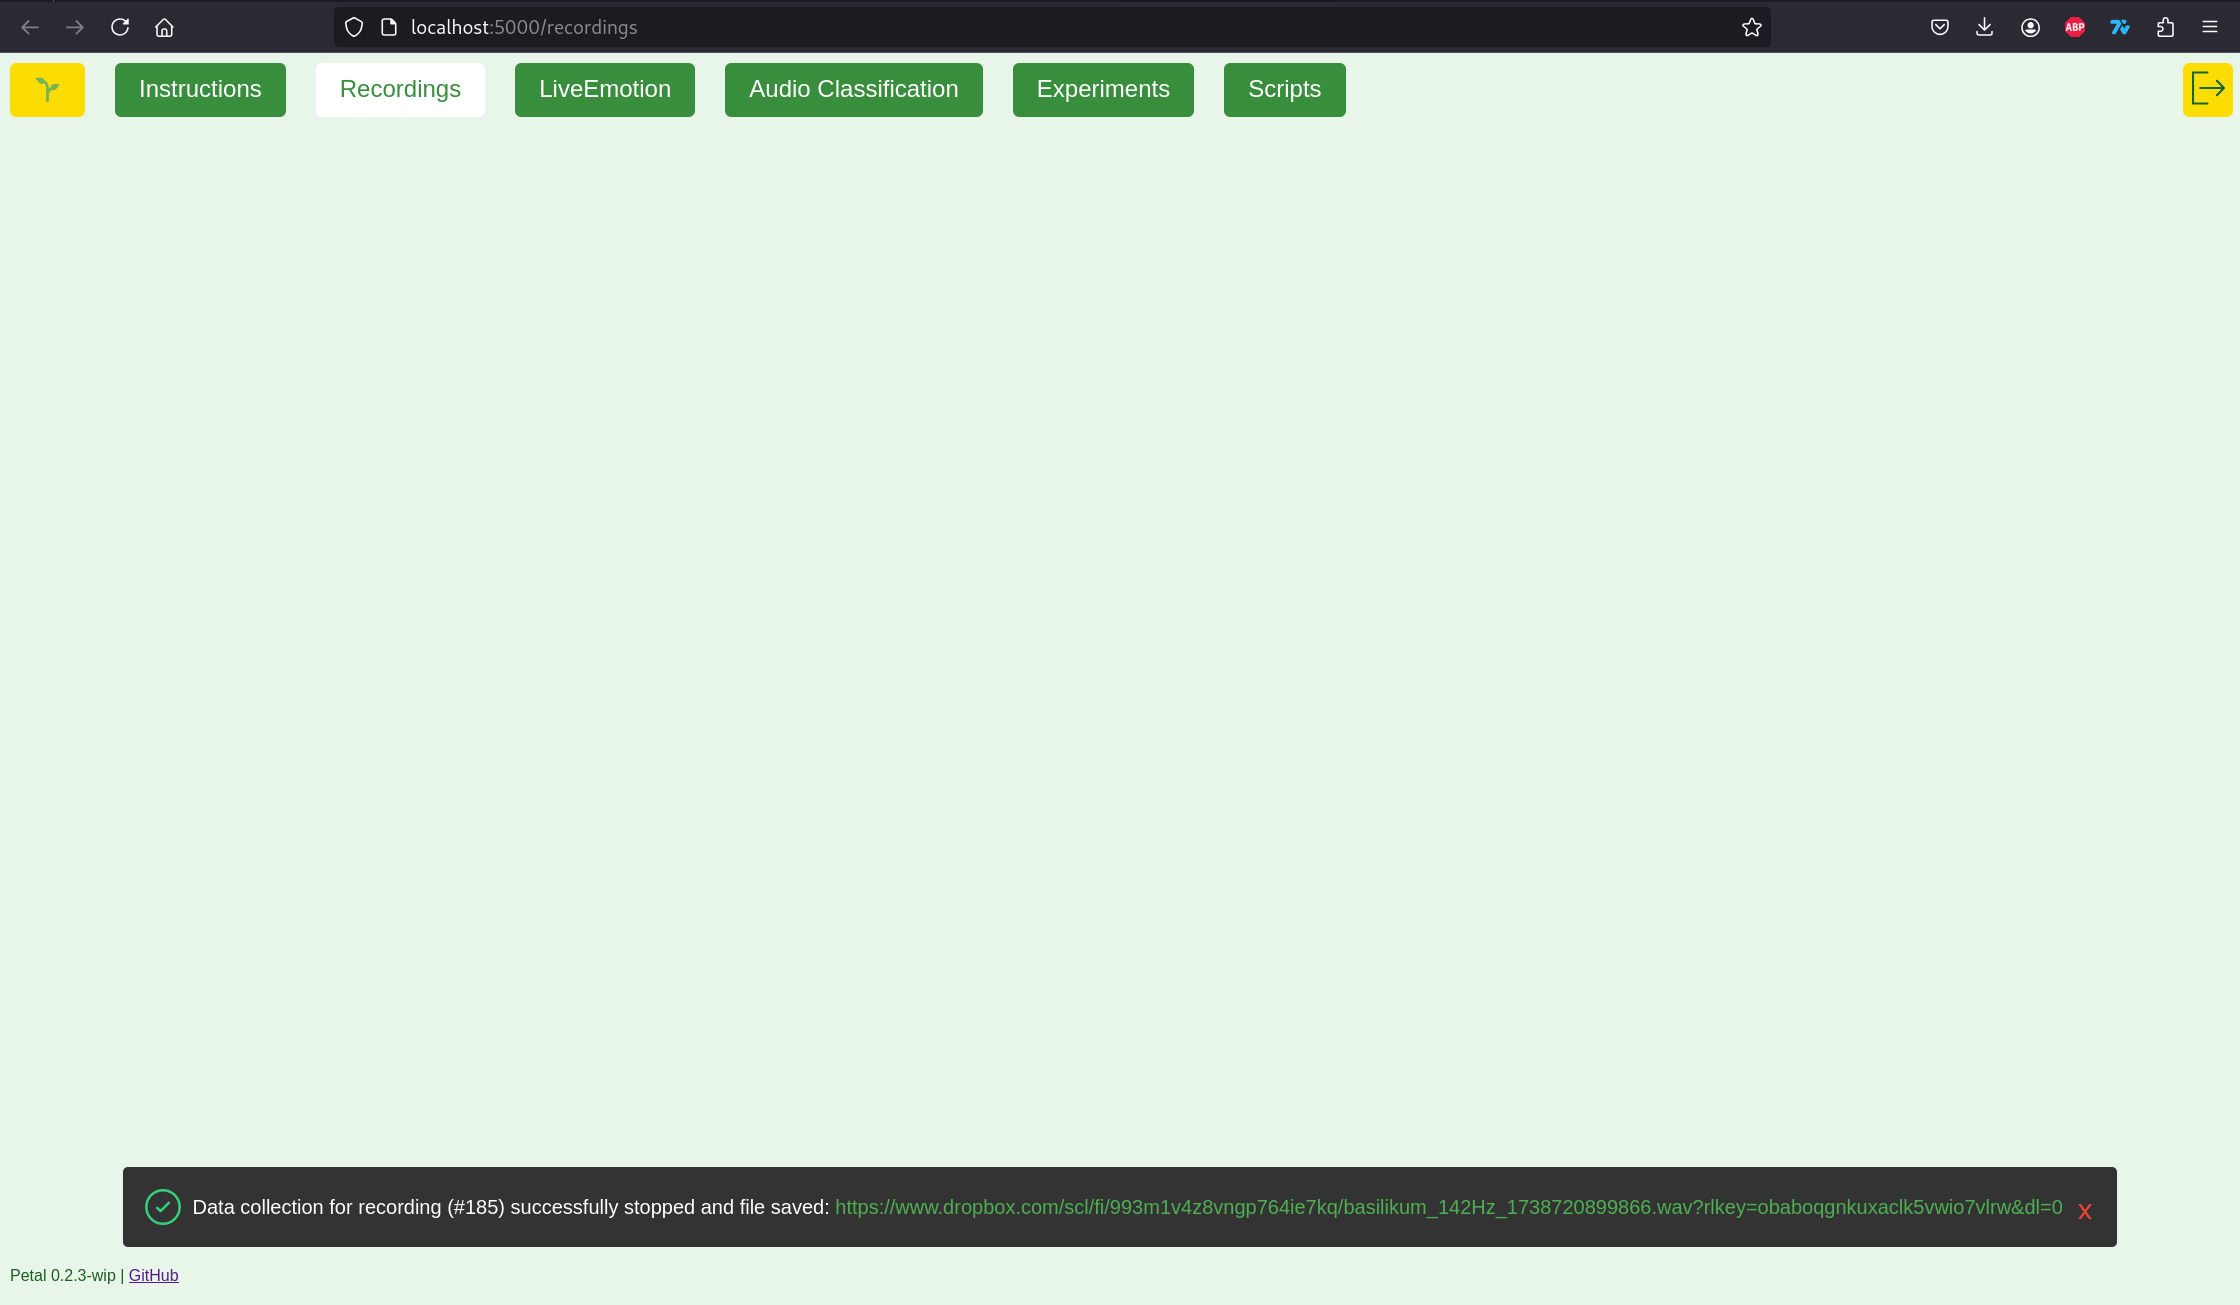 localhost:5000/recordings
ABP
Instructions
Recordings
LiveEmotion
Audio Classification
Experiments
Scripts
Data collection for recording (#185) successfully stopped and file saved: https://www.dropbox.com/scl/fi/993m1v4z8vngp764ie7kq/basilikum_142Hz_1738720899866.wav?rlkey=obaboqgnkuxaclk5vwio7vlrw&dl=0 x
Petal 0.2.3-wip | GitHub